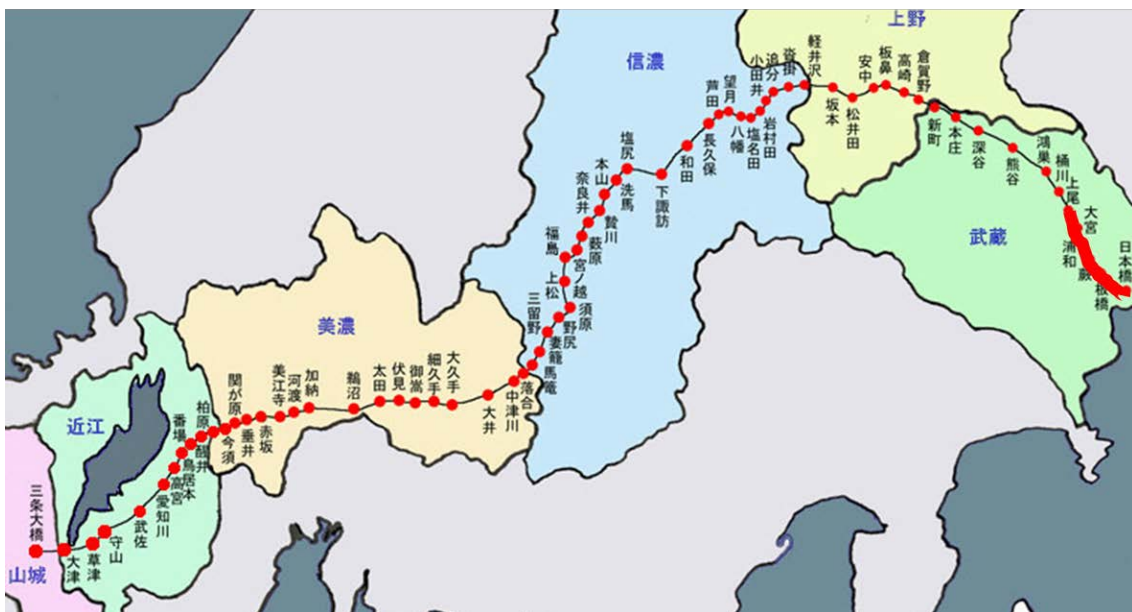 上野
信濃
武蔵
美濃
近江
山城
日本橋
板橋
蕨
浦和
大宮
上尾
桶川
鴻巣
熊谷
深谷
本庄
新町
倉賀野
高崎
板鼻
安中
松井田
坂本
軽井沢
沓掛
追分
小田井
岩村田
塩名田
八幡
望月
芦田
長久保
和田
下諏訪
塩尻
洗馬
本山
贄川
奈良井
薮原
宮ノ越
福島
上松
須原
野尻
三留野
妻籠
馬篭
落合
中津川
大井
大久手
細久手
御嵩
伏見
太田
鵜沼
加納
河渡
美江寺
赤坂
垂井
関が原
今須
柏原
醒井
番場
鳥居本
高宮
愛知川
武佐
守山
草津
大津
三条大橋